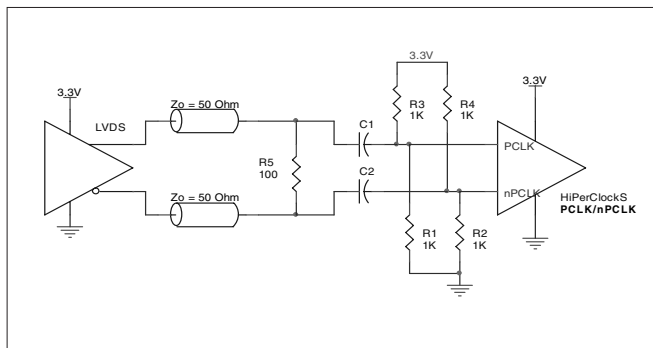 3.3V
3.3V
3.3V
Zo = 50 Ohm
LVDS
R3
1K
R4
1K
C1
PCLK
R5
100
C2
nPCLK
Zo = 50 Ohm
HiPerClockS
PCLK/nPCLK
R1
1K
R2
1K